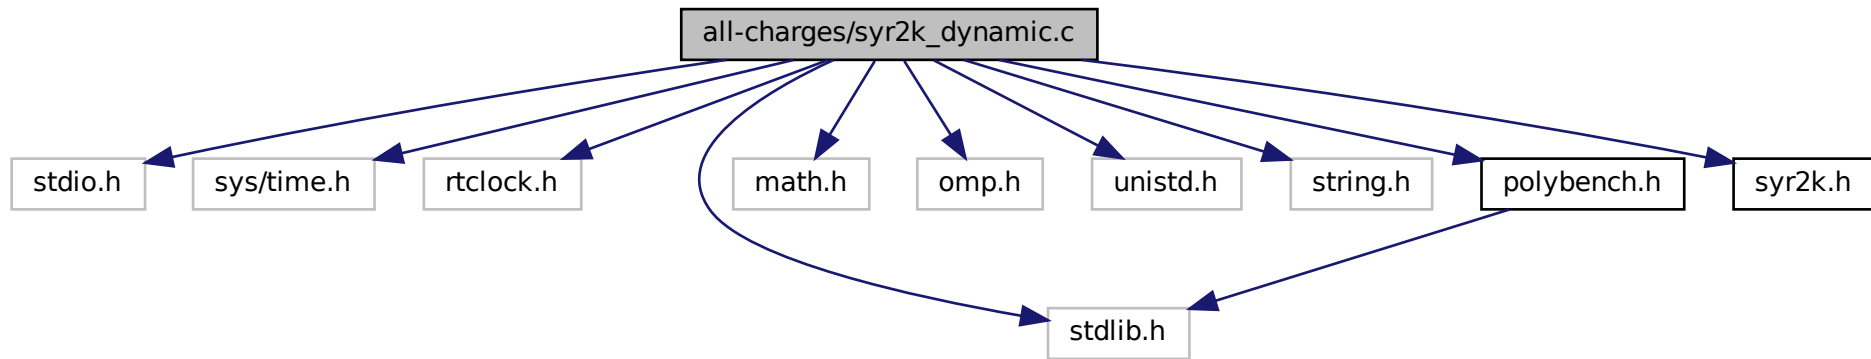 all-charges/syr2k_dynamic.c
stdio.h
sys/time.h
rtclock.h
math.h
omp.h
unistd.h
string.h
polybench.h
syr2k.h
stdlib.h